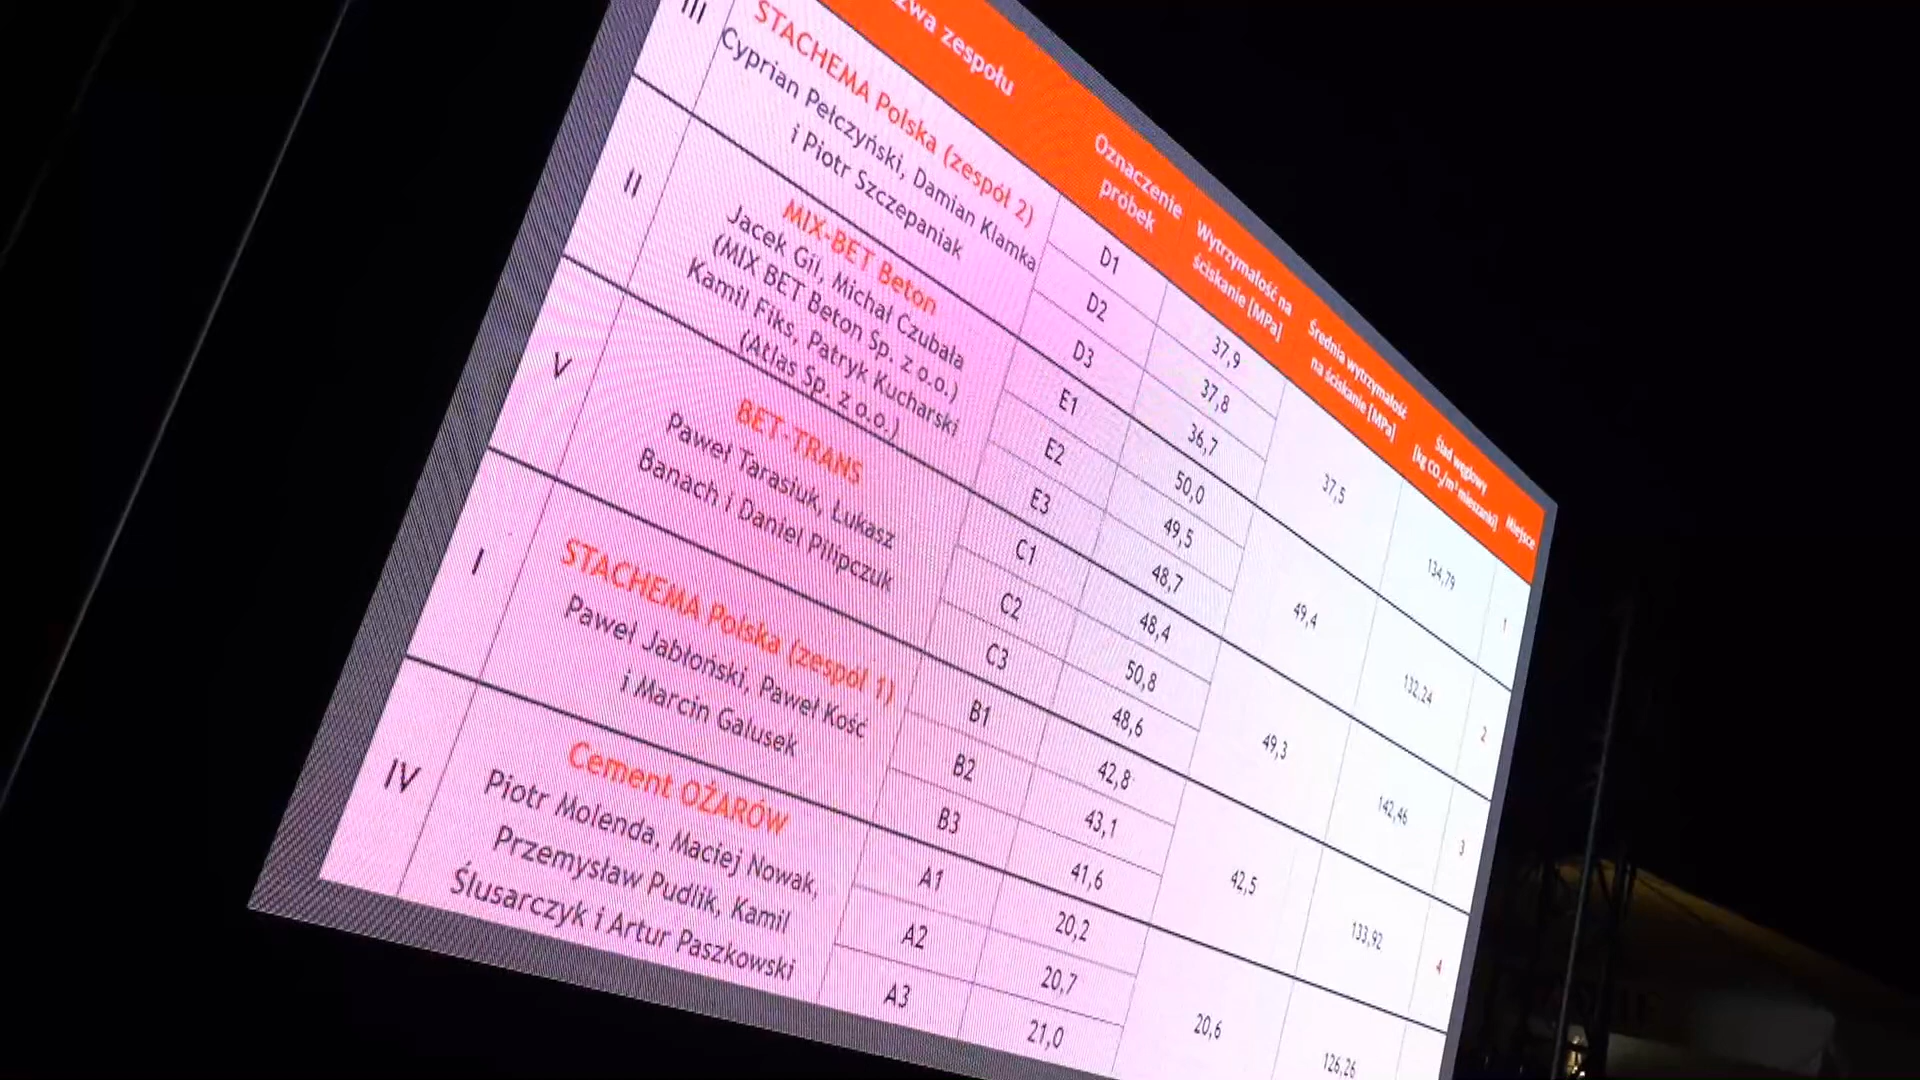 zwa zespołu
Oznaczenie
próbek
Wytrzymałość na
ściskanie [MPa]
Średnia wytrzymałość
na ściskanie [MPa]
Ślad węglowy
[kg CO₂/m³ mieszanki]
Miejsce
III
STACHEMA Polska (zespół 2)
Cyprian Pełczyński, Damian Klamka
i Piotr Szczepaniak
D1
37,9
D2
37,8
D3
36,7
37,5
134,79
1
II
MIX-BET Beton
Jacek Gil, Michał Czubala
(MIX BET Beton Sp. z o.o.)
Kamil Fiks, Patryk Kucharski
(Atlas Sp. z o.o.)
E1
50,0
E2
49,5
E3
48,7
49,4
132,24
2
V
BET-TRANS
Paweł Tarasiuk, Łukasz
Banach i Daniel Pilipczuk
C1
48,4
C2
50,8
C3
48,6
49,3
142,46
3
I
STACHEMA Polska (zespół 1)
Paweł Jabłoński, Paweł Kość
i Marcin Galusek
B1
42,8
B2
43,1
B3
41,6
42,5
133,92
4
IV
Cement OŻARÓW
Piotr Molenda, Maciej Nowak,
Przemysław Pudlik, Kamil
Ślusarczyk i Artur Paszkowski
A1
20,2
A2
20,7
A3
21,0
20,6
126,26